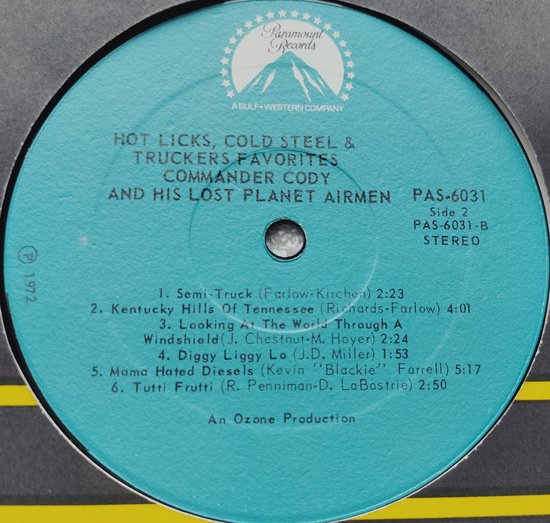 Paramount
Records
A GULF+WESTERN COMPANY
HOT LICKS, COLD STEEL &
TRUCKERS FAVORITES
COMMANDER CODY
AND HIS LOST PLANET AIRMEN
PAS-6031
Side 2
PAS-6031-B
STEREO
Ⓟ 1972
1. Semi-Truck (Farlow-Kirchen) 2:23
2. Kentucky Hills Of Tennessee (Richards-Farlow) 4:01
3. Looking At The World Through A
Windshield(J. Chestnut-M. Hoyer) 2:24
4. Diggy Liggy Lo (J.D. Miller) 1:53
5. Mama Hated Diesels (Kevin "Blackie" Farrell) 5:17
6. Tutti Frutti (R. Penniman-D. LaBostrie) 2:50
An Ozone Production